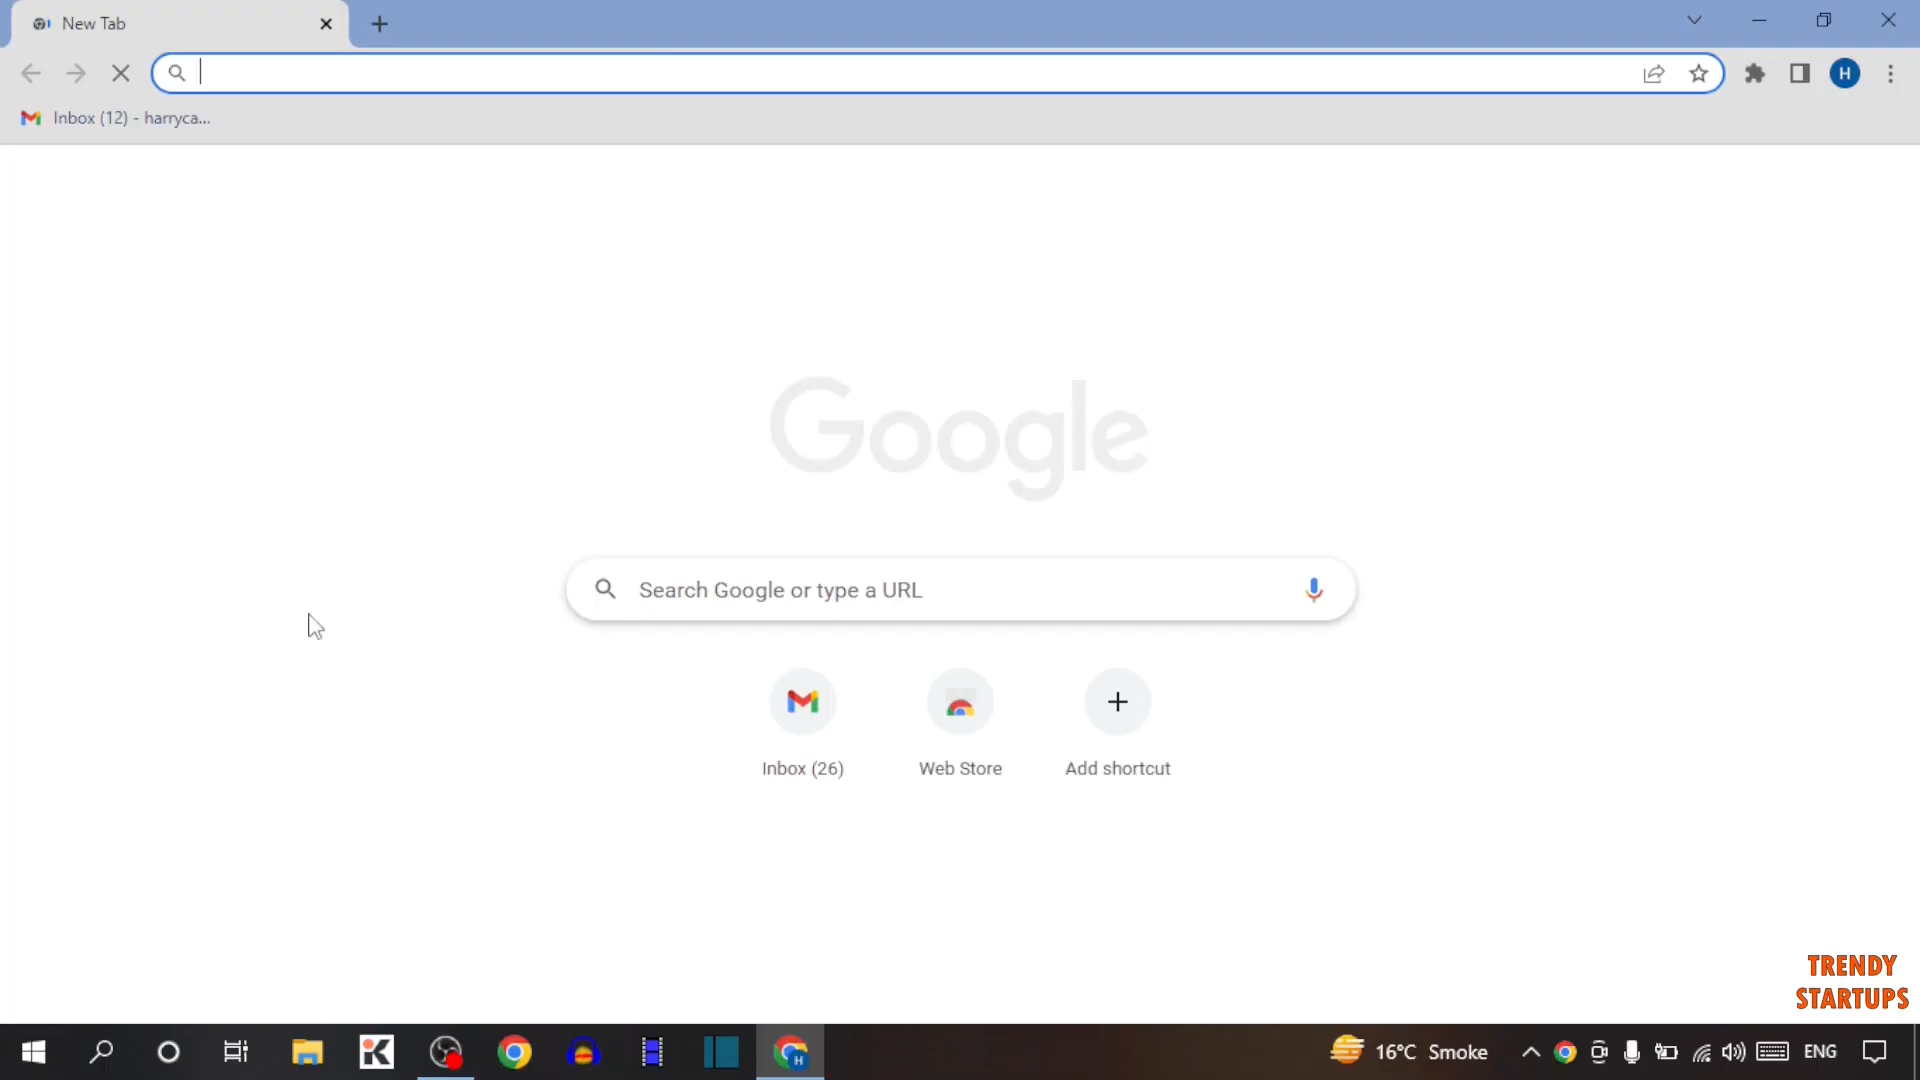 New Tab
H
Inbox (12) - harryca...
Google
Search Google or type a URL
Inbox (26)
Web Store
Add shortcut
TRENDY
STARTUPS
K
H
16°C Smoke
ENG